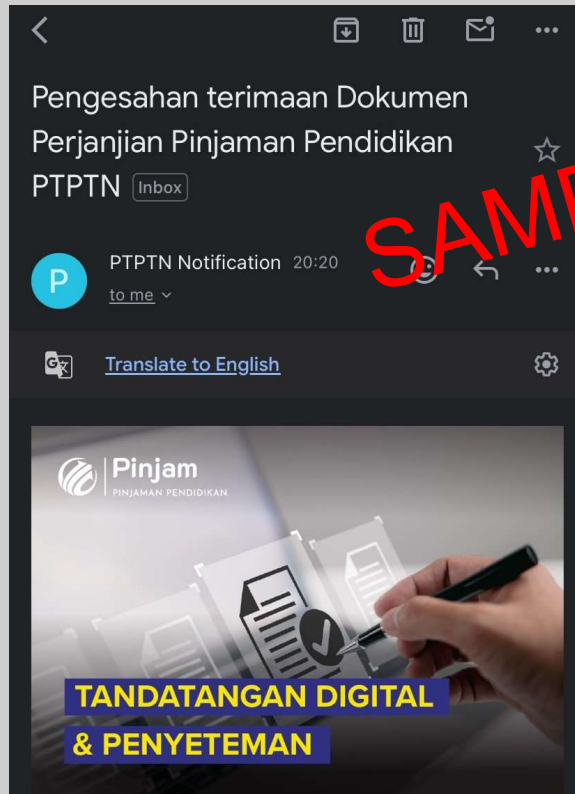 Pengesahan terimaan Dokumen
Perjanjian Pinjaman Pendidikan
PTPTN Inbox
P
PTPTN Notification 20:20
to me
Translate to English
Pinjam
PINJAMAN PENDIDIKAN
TANDATANGAN DIGITAL
& PENYETEMAN